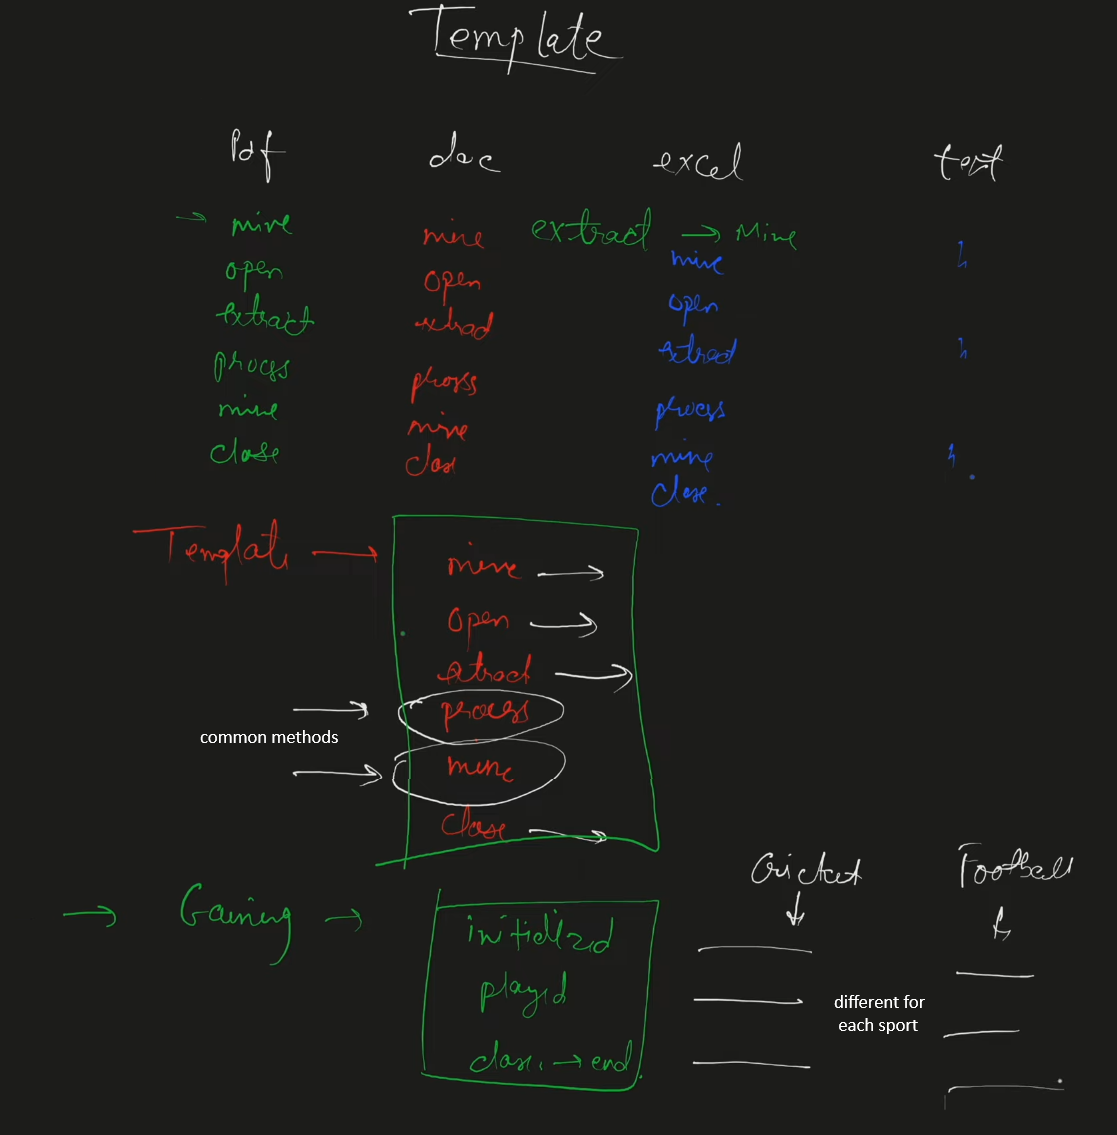 Template
Pdf doc excel text
→ mine mine extract → Mine
mine
open open open
extract extract extract
process process process
mine mine mine
close close close.
Template →
mine →
open →
extract →
→ process
common methods
→ mine
close →
Cricket Football
→ Gaming → initialized
played
different for
each sport
close. → end